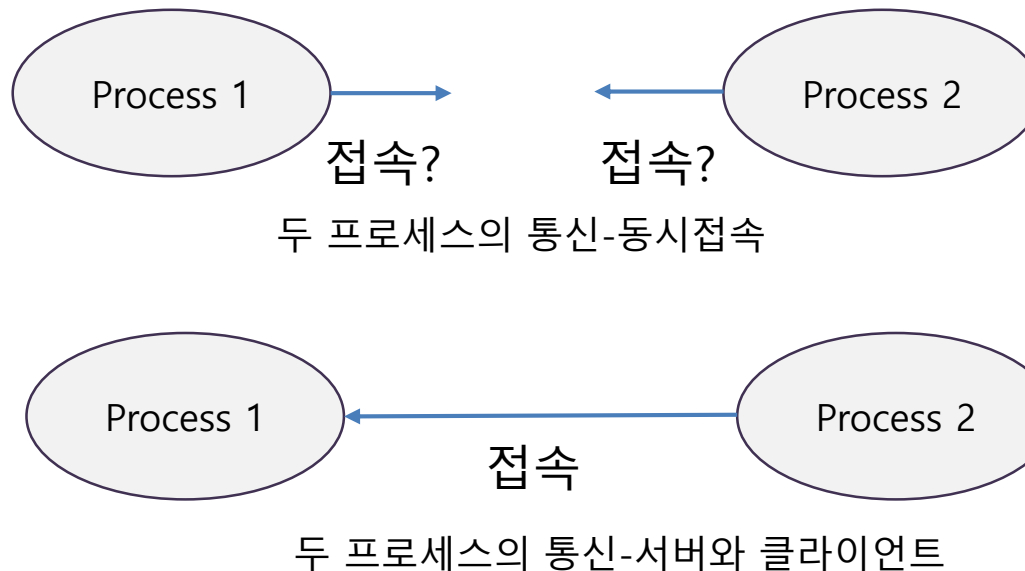 Process 1
Process 2
접속?
접속?
두 프로세스의 통신-동시접속
Process 1
Process 2
접속
두 프로세스의 통신-서버와 클라이언트